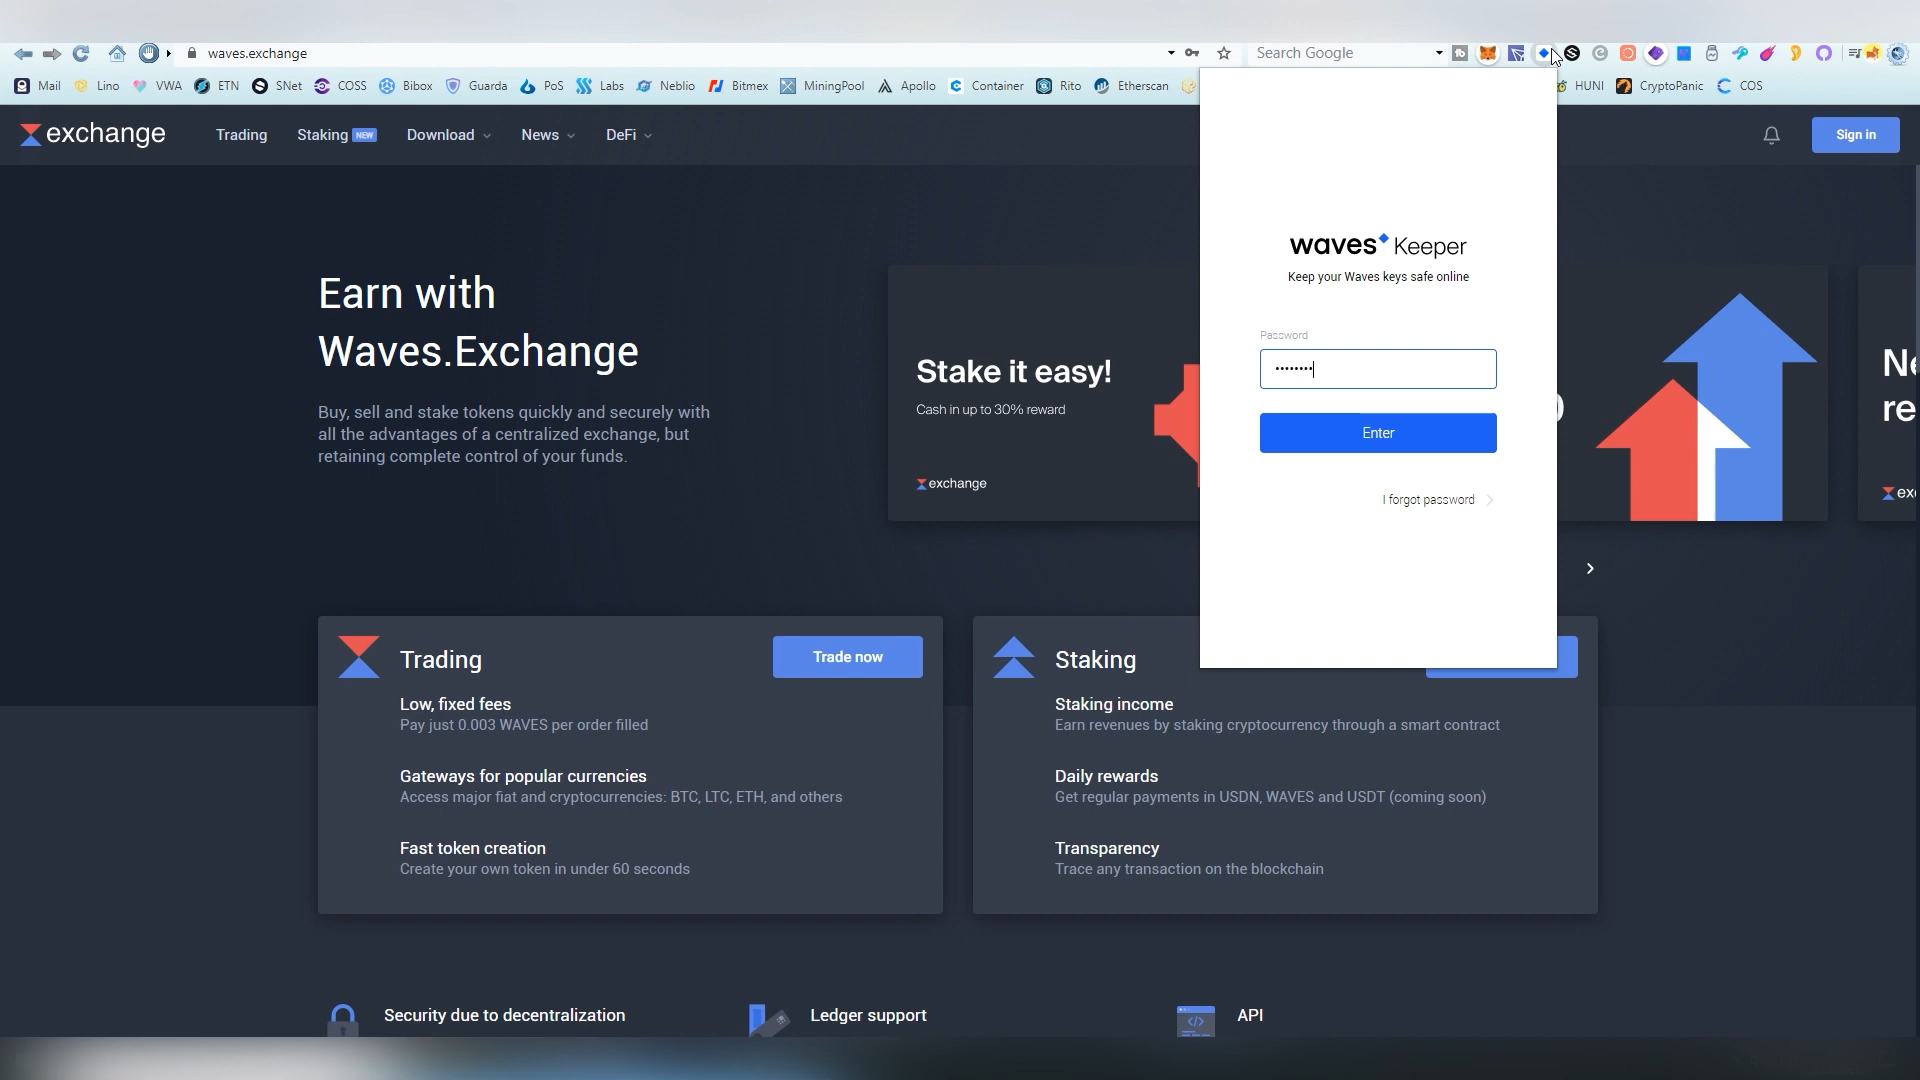 waves.exchange
Search Google
Mail Lino VWA ETN SNet COSS Bibox Guarda PoS Labs Neblio Bitmex MiningPool Apollo Container Rito Etherscan HUNI CryptoPanic COS
exchange Trading Staking NEW Download News DeFi Sign in
Earn with
Waves.Exchange
Buy, sell and stake tokens quickly and securely with
all the advantages of a centralized exchange, but
retaining complete control of your funds.
Stake it easy!
Cash in up to 30% reward
exchange
waves Keeper
Keep your Waves keys safe online
Password
••••••••
Enter
I forgot password
Trading
Trade now
Low, fixed fees
Pay just 0.003 WAVES per order filled
Gateways for popular currencies
Access major fiat and cryptocurrencies: BTC, LTC, ETH, and others
Fast token creation
Create your own token in under 60 seconds
Staking
Staking income
Earn revenues by staking cryptocurrency through a smart contract
Daily rewards
Get regular payments in USDN, WAVES and USDT (coming soon)
Transparency
Trace any transaction on the blockchain
Security due to decentralization
Ledger support
API